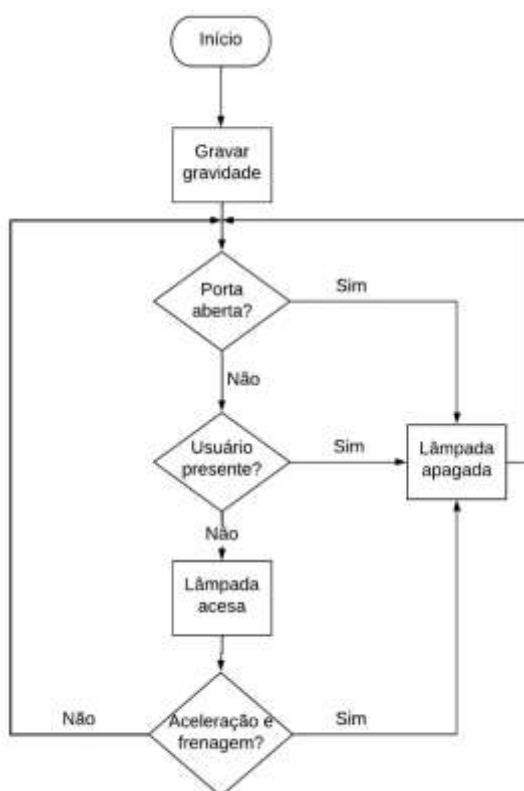 Início
Gravar
gravidade
Porta
aberta?
Sim
Não
Usuário
presente?
Sim
Lâmpada
apagada
Não
Lâmpada
acesa
Não
Aceleração e
frenagem?
Sim